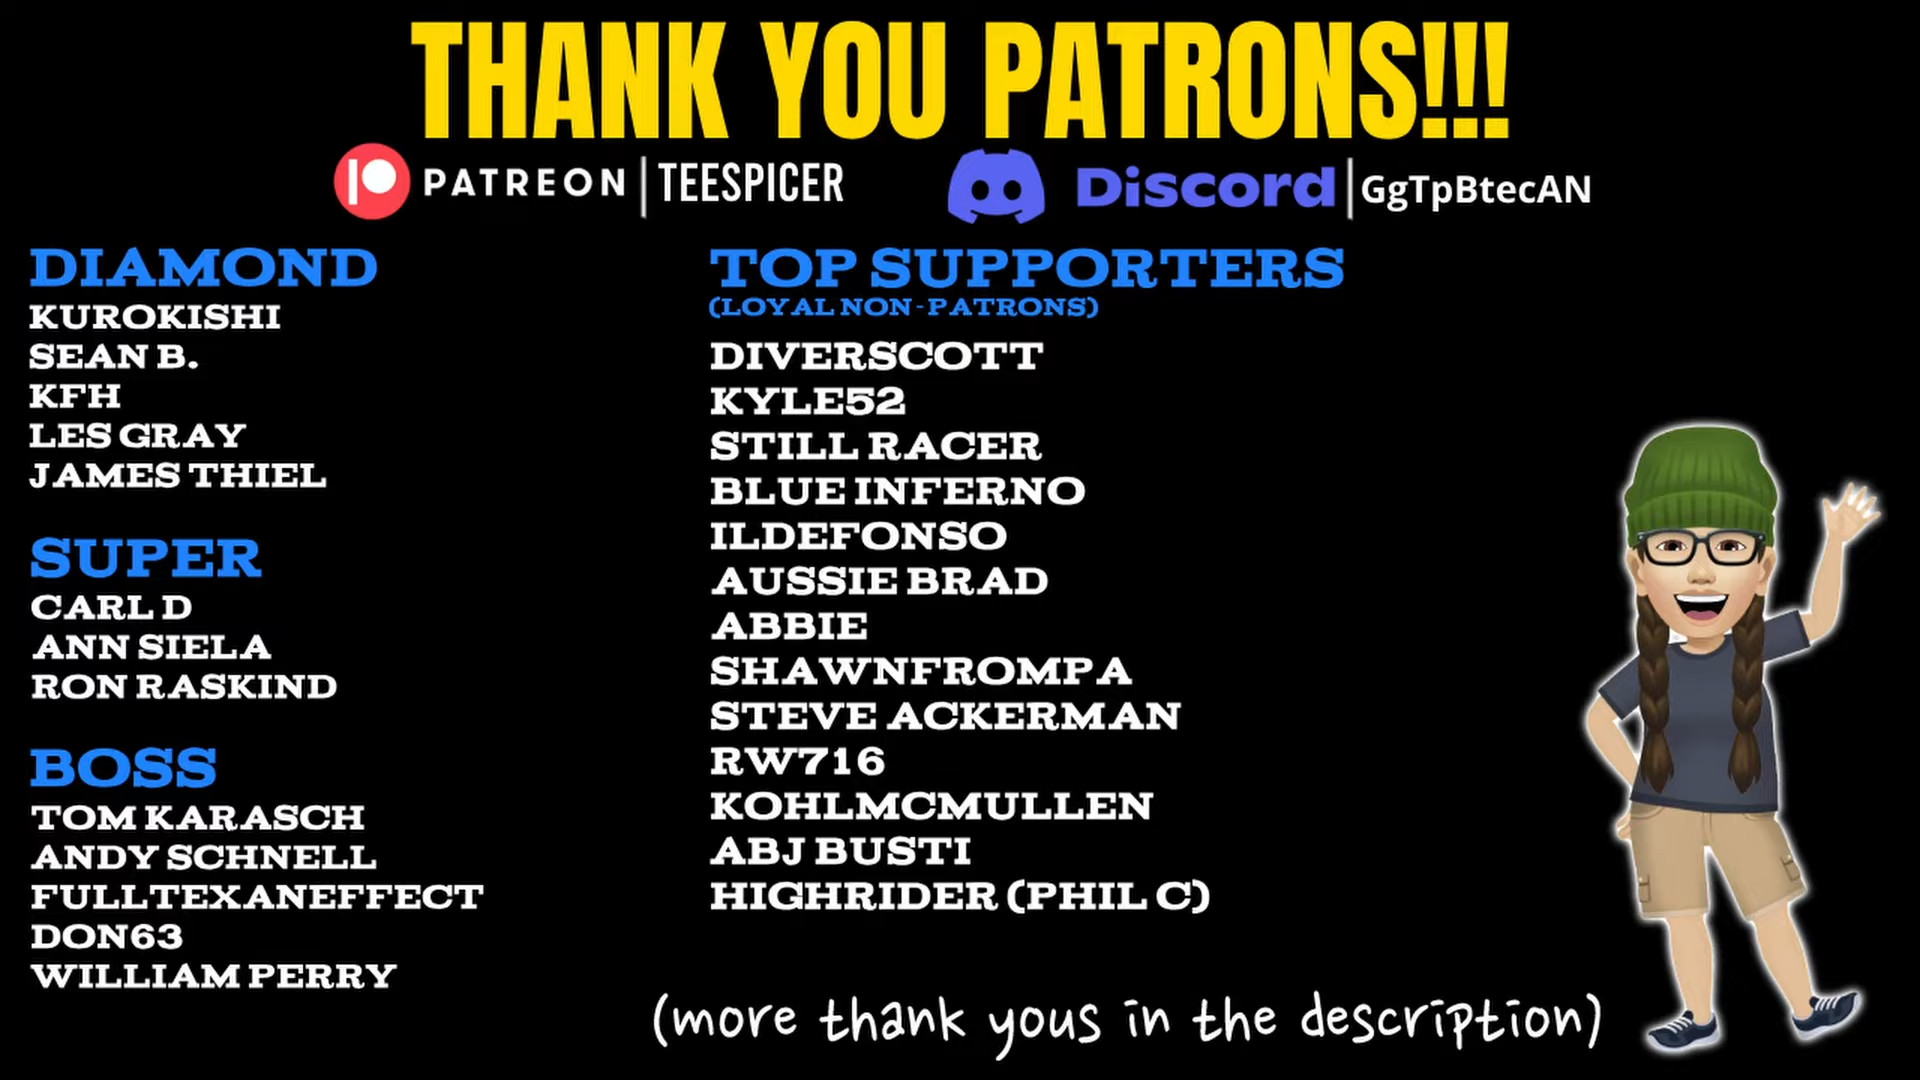 THANK YOU PATRONS!!!
PATREON | TEESPICER
Discord | GgTpBtecAN
DIAMOND
KUROKISHI
SEAN B.
KFH
LES GRAY
JAMES THIEL
SUPER
CARL D
ANN SIELA
RON RASKIND
BOSS
TOM KARASCH
ANDY SCHNELL
FULLTEXANEFFECT
DON63
WILLIAM PERRY
TOP SUPPORTERS
(LOYAL NON-PATRONS)
DIVERSCOTT
KYLE52
STILL RACER
BLUE INFERNO
ILDEFONSO
AUSSIE BRAD
ABBIE
SHAWNFROMPA
STEVE ACKERMAN
RW716
KOHLMCMULLEN
ABJ BUSTI
HIGHRIDER (PHIL C)
(more thank yous in the description)